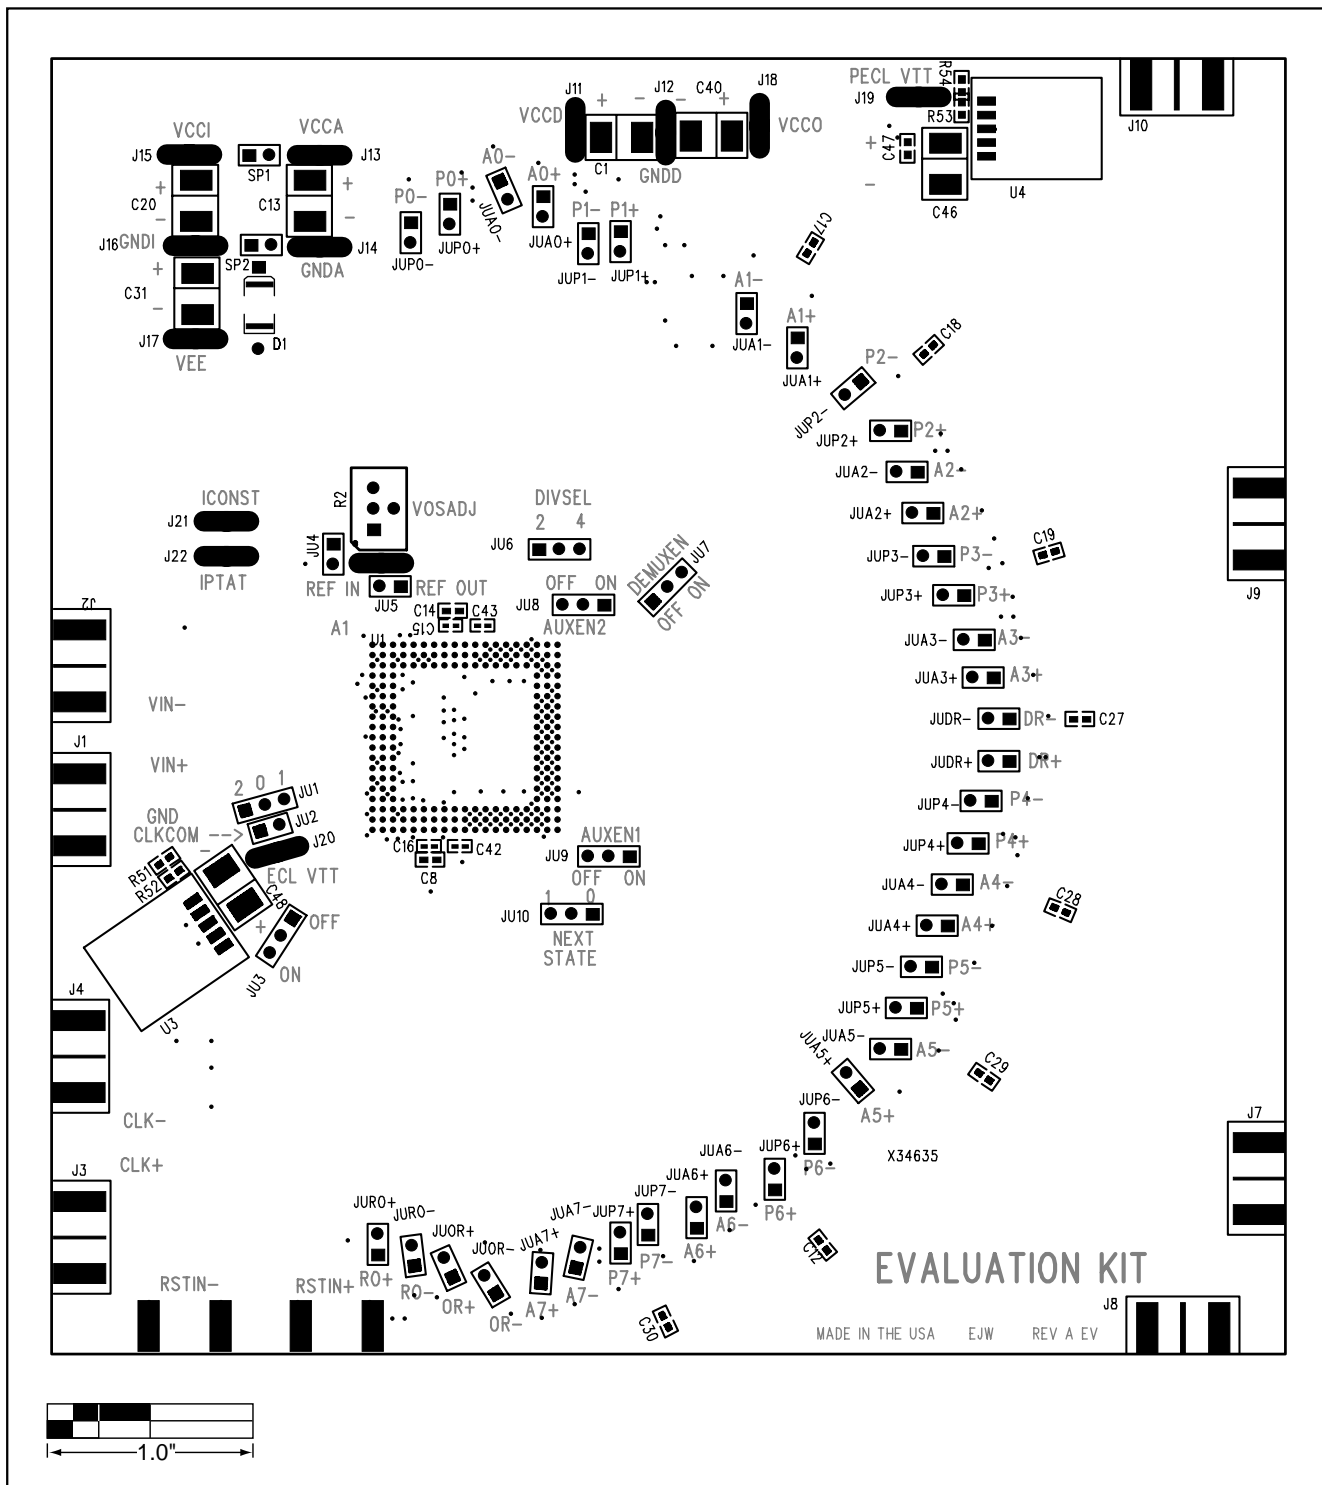 PECL VTT
R54
J19
R53
J10
C47
+
-
C46
U4
J11
J12
C40
J18
VCCD
+
-
-
+
VCCO
C1
GNDD
VCCI
VCCA
J15
SP1
J13
+
C20
C13
+
-
-
J16
GNDI
SP2
J14
GNDA
+
C31
-
J17
D1
VEE
A0-
A0+
P0-
P0+
P1-
P1+
JUA0-
JUA0+
JUP0-
JUP0+
JUP1-
JUP1+
C17
A1-
A1+
JUA1-
JUA1+
C18
P2-
JUP2-
JUP2+
P2+
JUA2-
A2-
JUA2+
A2+
C19
JUP3-
P3-
JUP3+
P3+
JUA3-
A3-
JUA3+
A3+
JUDR-
DR-
C27
JUDR+
DR+
JUP4-
P4-
JUP4+
P4+
JUA4-
A4-
C28
JUA4+
A4+
JUP5-
P5-
JUP5+
P5+
JUA5-
A5-
C29
JUA5+
A5+
J9
ICONST
J21
J22
IPTAT
R2
VOSADJ
JU4
REF IN
REF OUT
JU5
DIVSEL
2 4
JU6
OFF ON
JU8
AUXEN2
DEMUXEN
JU7
OFF ON
C14
C43
C15
A1
U1
J2
VIN-
J1
VIN+
2 0 1
JU1
GND
JU2
CLKCOM -->
J20
-
ECL VTT
R51
R52
C48
+
OFF
JU3
ON
U3
C16
C42
C8
AUXEN1
JU9
OFF ON
1 0
JU10
NEXT
STATE
J4
CLK-
CLK+
J3
RSTIN-
RSTIN+
JUR0+
JUR0-
JUOR+
JUOR-
JUA7+
JUA7-
JUP7+
JUP7-
JUA6+
JUA6-
JUP6+
JUP6-
R0+
R0-
OR+
OR-
A7+
A7-
P7+
P7-
A6+
A6-
P6+
P6-
C30
C12
X34635
J7
EVALUATION KIT
J8
MADE IN THE USA EJW REV A EV
1.0"